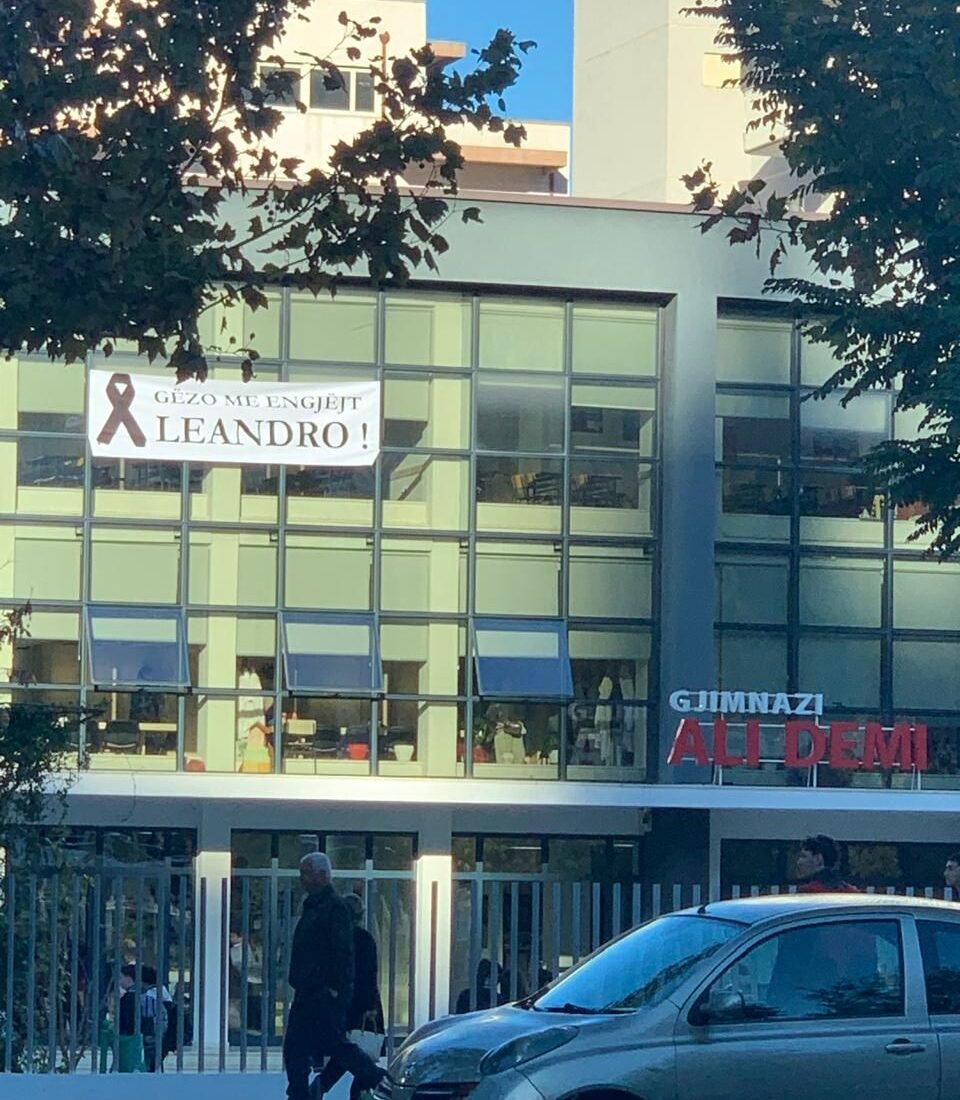 GËZO ME ENGJËJT
LEANDRO !
GJIMNAZI
ALI DEMI